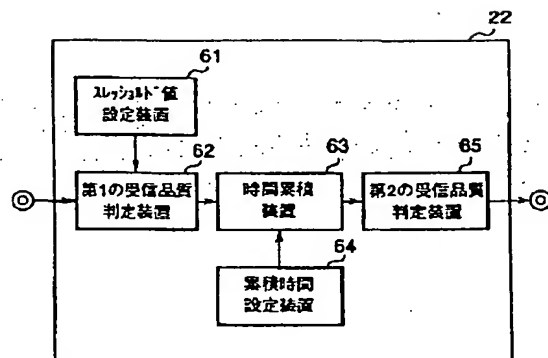 22
61
スレッショルド値
設定装置
62
第1の受信品質
判定装置
63
時間累積
装置
65
第2の受信品質
判定装置
64
累積時間
設定装置